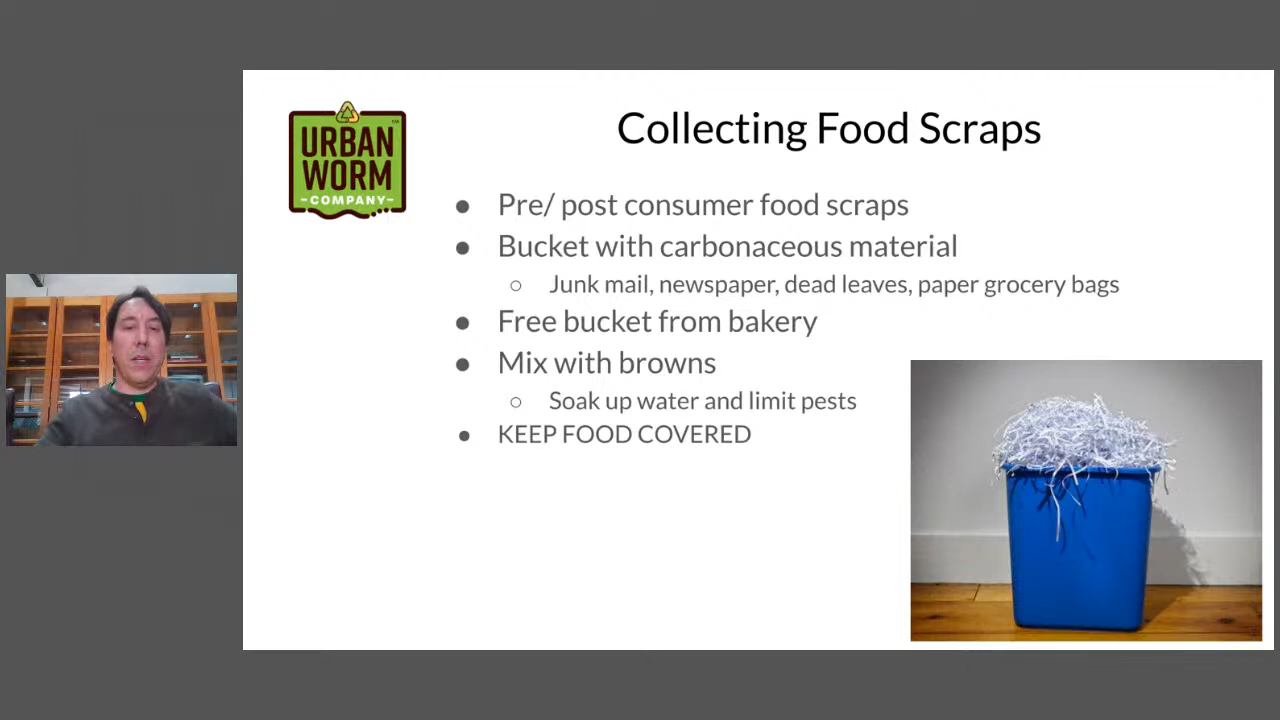 URBAN
WORM
COMPANY
TM
Collecting Food Scraps
● Pre/ post consumer food scraps
● Bucket with carbonaceous material
○ Junk mail, newspaper, dead leaves, paper grocery bags
● Free bucket from bakery
● Mix with browns
○ Soak up water and limit pests
● KEEP FOOD COVERED